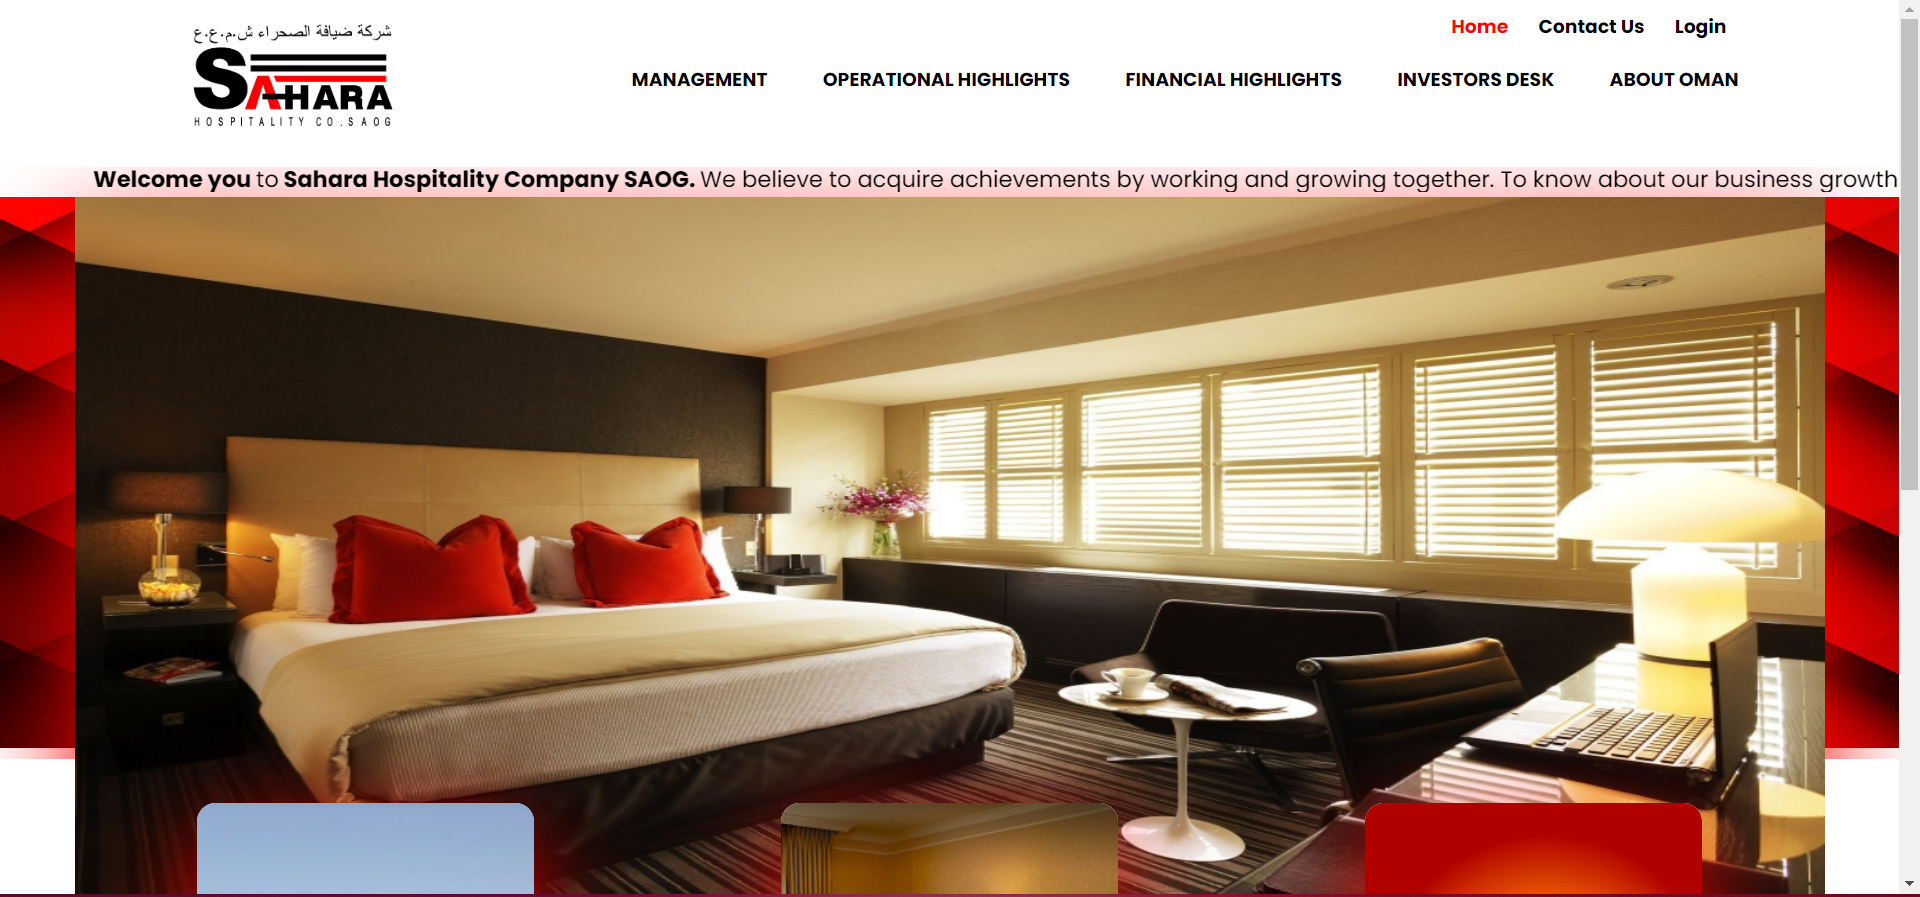 شركة ضيافة الصحراء ش.م.ع.ع
SAHARA
HOSPITALITY CO.SAOG
Home Contact Us Login
MANAGEMENT OPERATIONAL HIGHLIGHTS FINANCIAL HIGHLIGHTS INVESTORS DESK ABOUT OMAN
Welcome you to Sahara Hospitality Company SAOG. We believe to acquire achievements by working and growing together. To know about our business growth